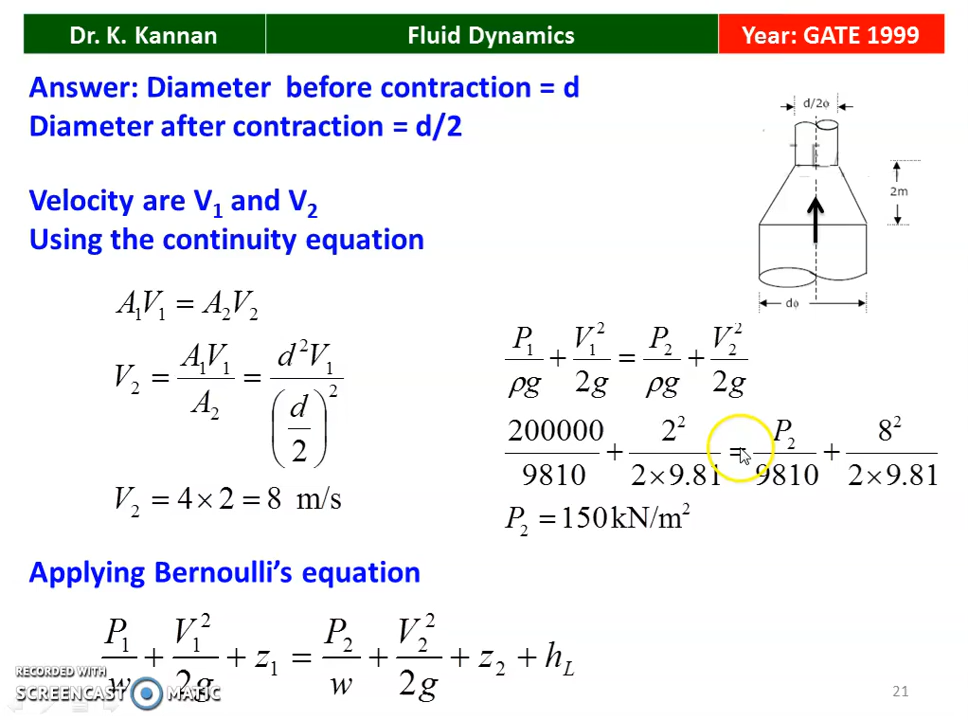 Dr. K. Kannan
Fluid Dynamics
Year: GATE 1999
Answer: Diameter before contraction = d
Diameter after contraction = d/2
d/2ϕ
2m
dϕ
Velocity are V₁ and V₂
Using the continuity equation
A₁V₁ = A₂V₂
V₂ = A₁V₁ / A₂ = d²V₁ / (d/2)²
V₂ = 4 × 2 = 8 m/s
P₁/ρg + V₁²/2g = P₂/ρg + V₂²/2g
200000/9810 + 2²/2×9.81 = P₂/9810 + 8²/2×9.81
P₂ = 150 kN/m²
Applying Bernoulli's equation
P₁/w + V₁²/2g + z₁ = P₂/w + V₂²/2g + z₂ + h_L
RECORDED WITH
SCREENCAST MATIC
21